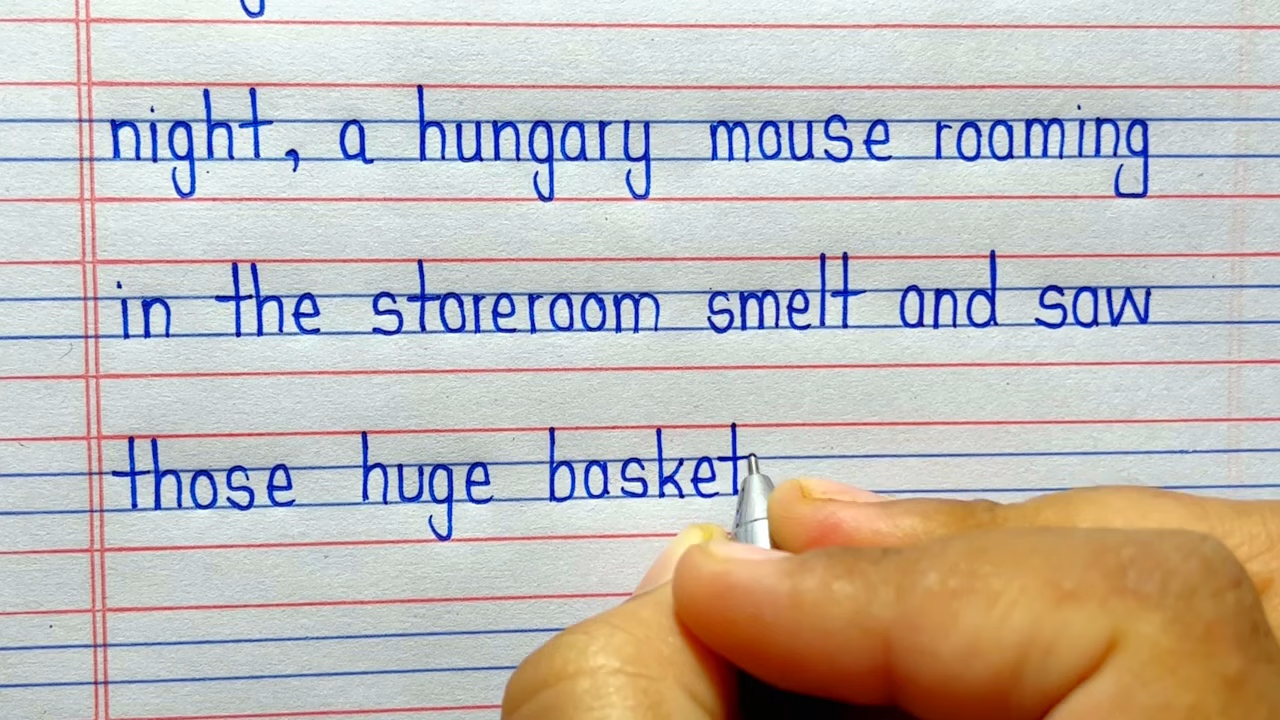 night, a hungary mouse roaming
in the storeroom smelt and saw
those huge basket